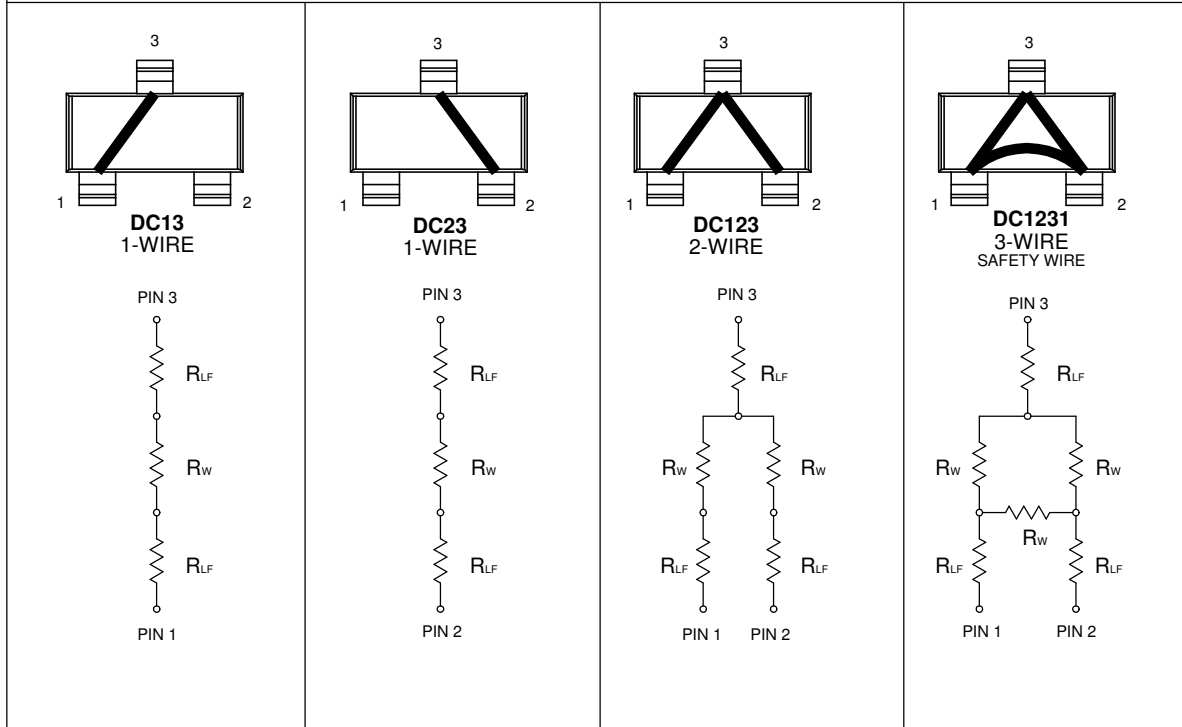 3
1
2
DC13
1-WIRE
PIN 3
RLF
RW
RLF
PIN 1
3
1
2
DC23
1-WIRE
PIN 3
RLF
RW
RLF
PIN 2
3
1
2
DC123
2-WIRE
PIN 3
RLF
RW
RW
RLF
RLF
PIN 1
PIN 2
3
1
2
DC1231
3-WIRE
SAFETY WIRE
PIN 3
RLF
RW
RW
RW
RLF
RLF
PIN 1
PIN 2